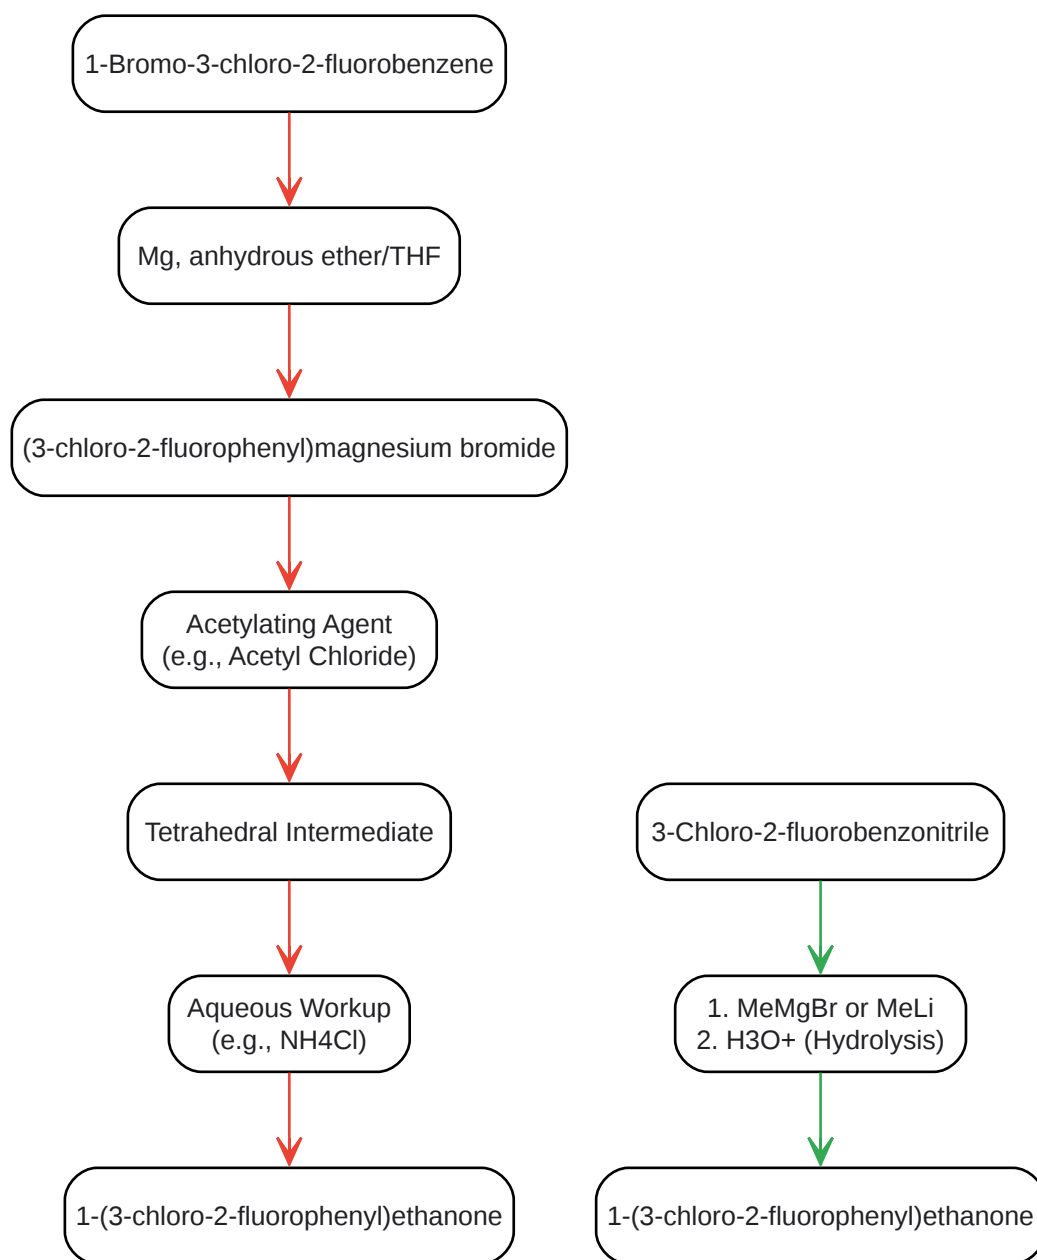 1-Bromo-3-chloro-2-fluorobenzene
Mg, anhydrous ether/THF
(3-chloro-2-fluorophenyl)magnesium bromide
Acetylating Agent
(e.g., Acetyl Chloride)
Tetrahedral Intermediate
Aqueous Workup
(e.g., NH4Cl)
1-(3-chloro-2-fluorophenyl)ethanone
3-Chloro-2-fluorobenzonitrile
1. MeMgBr or MeLi
2. H3O+ (Hydrolysis)
1-(3-chloro-2-fluorophenyl)ethanone